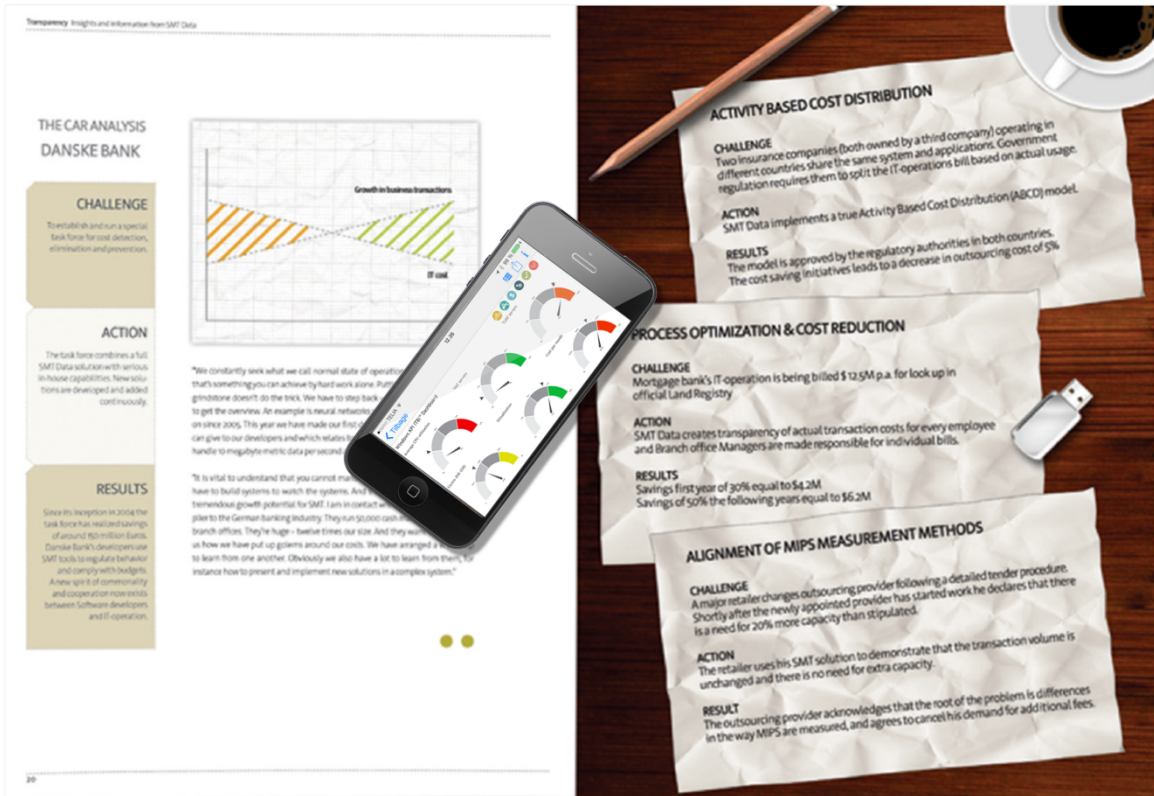 Transparency Insights and information from SMT Data
THE CAR ANALYSIS
DANSKE BANK
CHALLENGE
To establish and run a special
task force for cost detection,
elimination and prevention.
ACTION
The task force combines a full
SMT Data solution with serious
in-house capabilities. New solu-
tions are developed and added
continuously.
RESULTS
Since its inception in 2004 the
task force has realized savings
of around 150 million Euros.
Danske Bank's developers use
SMT tools to regulate behavior
and comply with budgets.
A new spirit of commonality
and cooperation now exists
between Software developers
and IT-operation.
Growth in business transactions
IT cost
"We constantly seek what we call normal state of operation
that's something you can achieve by hard work alone. Putt
grindstone doesn't do the trick. We have to step back
to get the overview. An example is neural networks
on since 2005. This year we have made our first d
can give to our developers and which relates to
handle 10 megabyte metric data per second
"It is vital to understand that you cannot man
have to build systems to watch the systems. And
tremendous growth potential for SMT. I am in contact
plier to the German banking industry. They run 50,000 cash
branch offices. They're huge – twelve times our size. And they wan
us how we have put up golems around our costs. We have arranged a
to learn from one another. Obviously we also have a lot to learn from them, for
instance how to present and implement new solutions in a complex system."
20
TELIA
12.35
Tilbage
Windows KPI ITBI™ Dashboard
ACTIVITY BASED COST DISTRIBUTION
CHALLENGE
Two insurance companies (both owned by a third company) operating in
different countries share the same system and applications. Government
regulation requires them to split the IT-operations bill based on actual usage.
ACTION
SMT Data implements a true Activity Based Cost Distribution (ABCD) model.
RESULTS
The model is approved by the regulatory authorities in both countries.
The cost saving initiatives leads to a decrease in outsourcing cost of 5%
PROCESS OPTIMIZATION & COST REDUCTION
CHALLENGE
Mortgage bank's IT-operation is being billed $ 12.5M p.a. for look up in
official Land Registry
ACTION
SMT Data creates transparency of actual transaction costs for every employee
and Branch office Managers are made responsible for individual bills.
RESULTS
Savings first year of 30% equal to $4.2M
Savings of 50% the following years equal to $6.2M
ALIGNMENT OF MIPS MEASUREMENT METHODS
CHALLENGE
A major retailer changes outsourcing provider following a detailed tender procedure.
Shortly after the newly appointed provider has started work he declares that there
is a need for 20% more capacity than stipulated.
ACTION
The retailer uses his SMT solution to demonstrate that the transaction volume is
unchanged and there is no need for extra capacity.
RESULT
The outsourcing provider acknowledges that the root of the problem is differences
in the way MIPS are measured, and agrees to cancel his demand for additional fees.